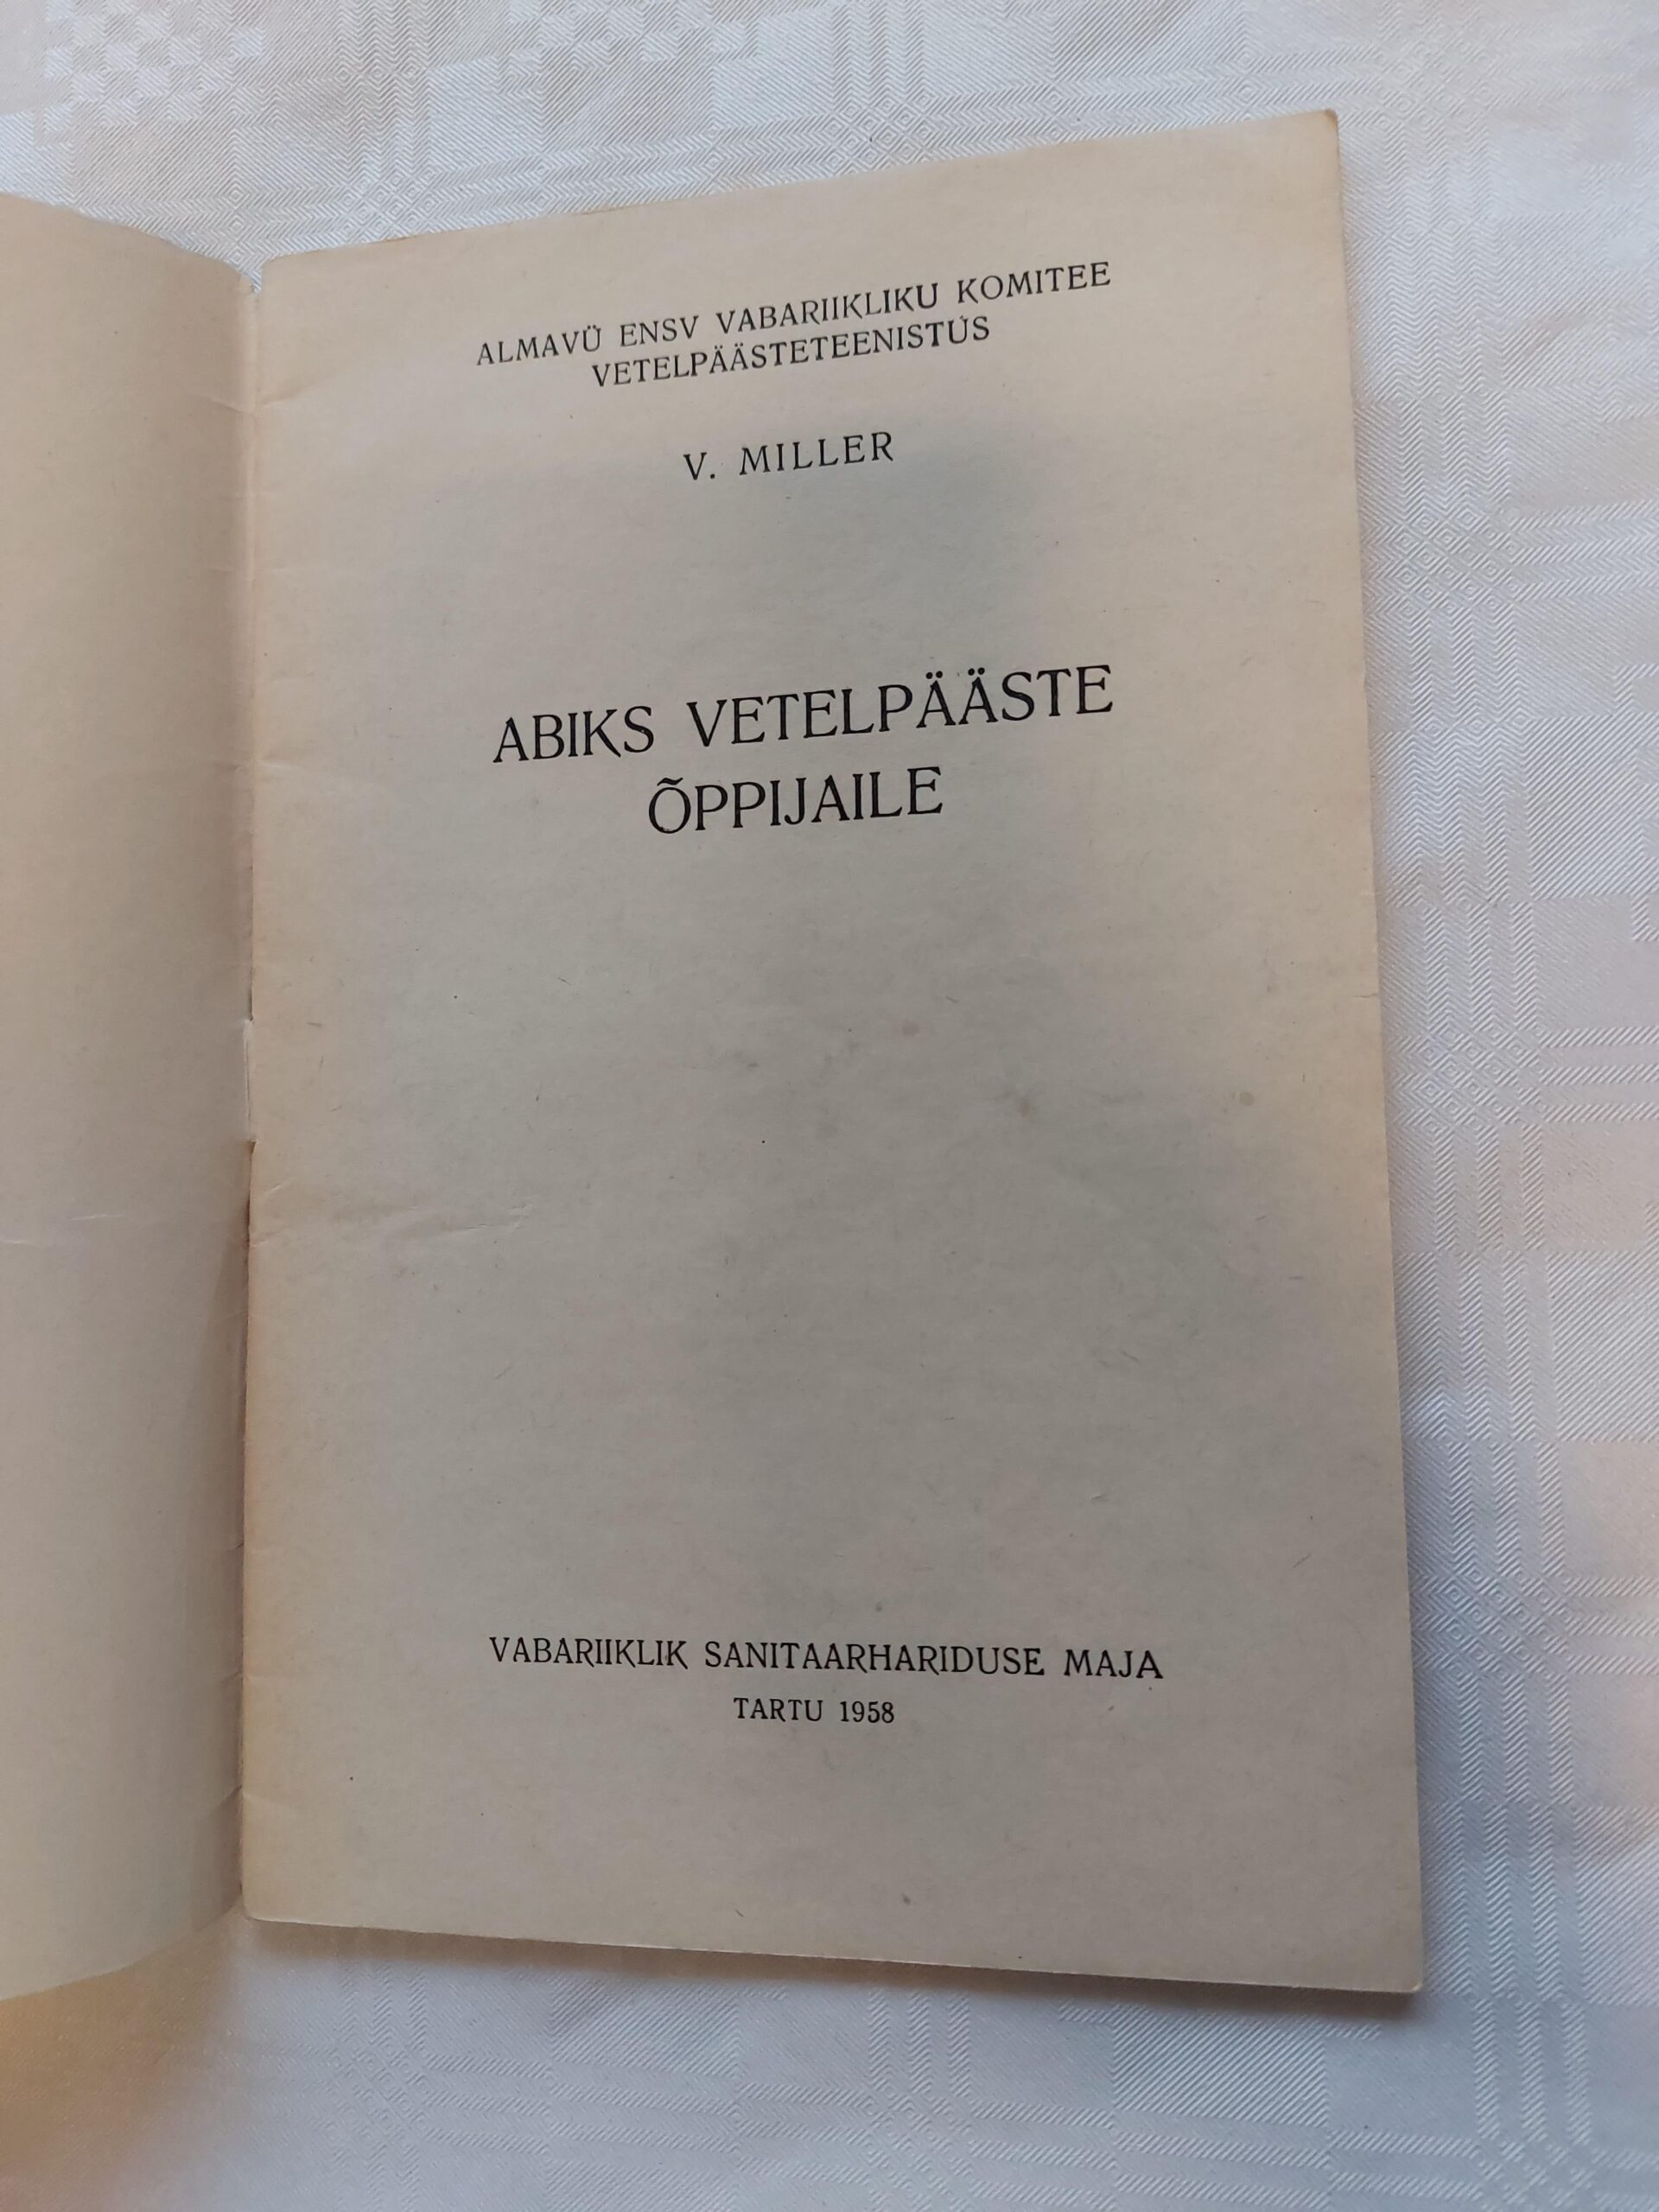 ALMAVÜ ENSV VABARIIKLIKU KOMITEE
VETELPÄÄSTETEENISTUS
V. MILLER
ABIKS VETELPÄÄSTE
ÕPPIJAILE
VABARIIKLIK SANITAARHARIDUSE MAJA
TARTU 1958